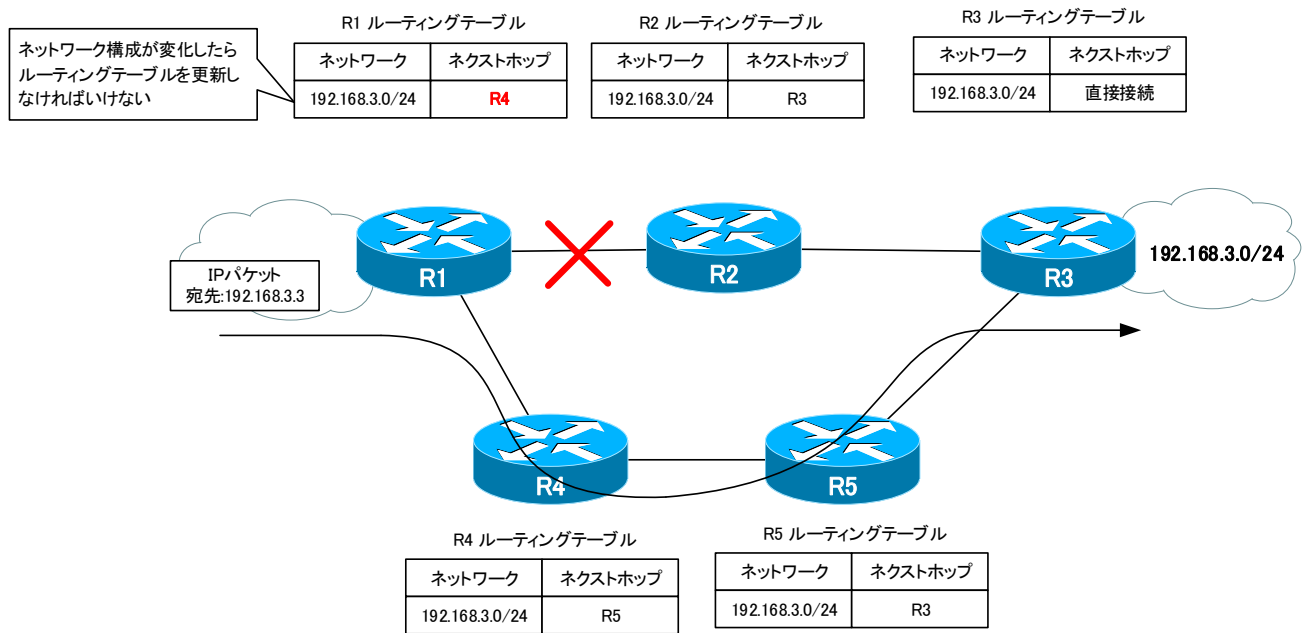 ネットワーク構成が変化したら
ルーティングテーブルを更新し
なければいけない
R1 ルーティングテーブル
ネットワーク ネクストホップ
192.168.3.0/24 R4
R2 ルーティングテーブル
ネットワーク ネクストホップ
192.168.3.0/24 R3
R3 ルーティングテーブル
ネットワーク ネクストホップ
192.168.3.0/24 直接接続
IPパケット
宛先:192.168.3.3
R1
R2
R3
192.168.3.0/24
R4
R5
R4 ルーティングテーブル
ネットワーク ネクストホップ
192.168.3.0/24 R5
R5 ルーティングテーブル
ネットワーク ネクストホップ
192.168.3.0/24 R3